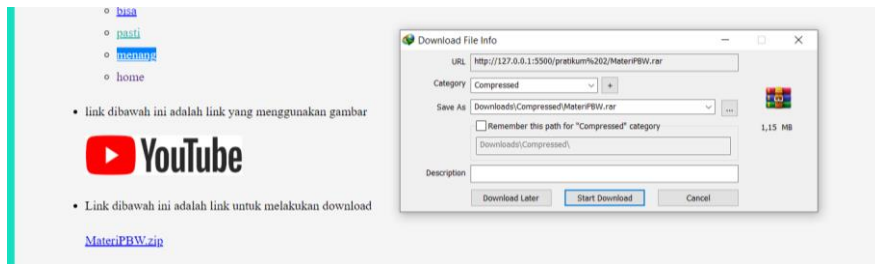 bisa
pasti
menang
home
link dibawah ini adalah link yang menggunakan gambar
YouTube
Link dibawah ini adalah link untuk melakukan download
MateriPBW.zip
Download File Info
URL http://127.0.0.1:5500/pratikum%202/MateriPBW.rar
Category Compressed +
Save As Downloads\Compressed\MateriPBW.rar ...
Remember this path for "Compressed" category
Downloads\Compressed\
1,15 MB
Description
Download Later Start Download Cancel